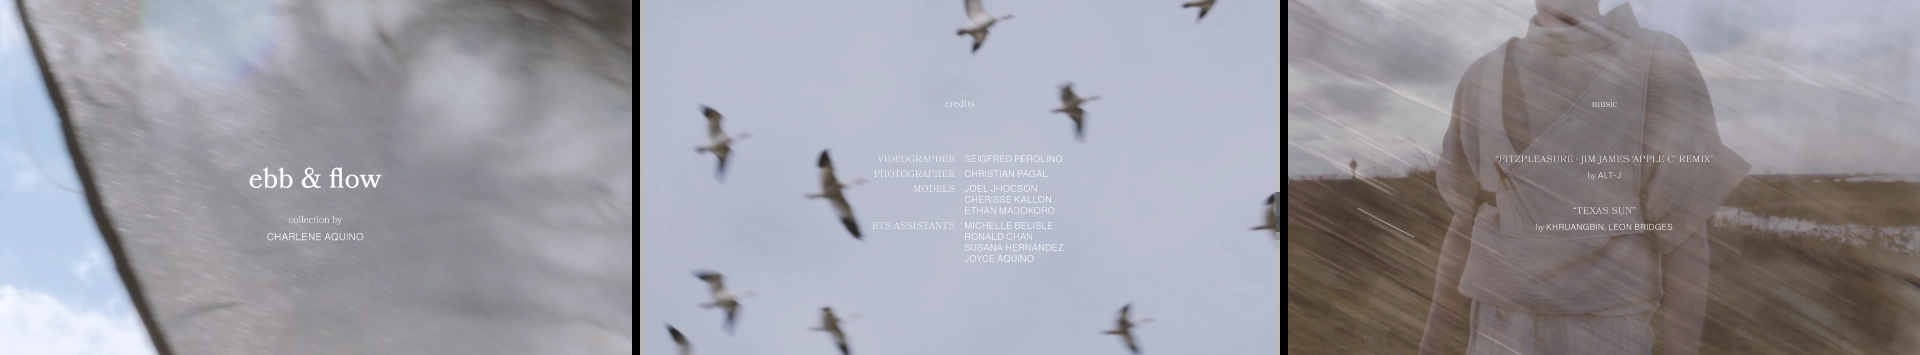 ebb & flow
collection by
CHARLENE AQUINO
credits
VIDEOGRAPHER SEIGFRED PEROLINO
PHOTOGRAPHER CHRISTIAN PAGAL
MODELS JOEL JHOCSON
CHERISSE KALLON
ETHAN MADOKORO
BTS ASSISTANTS MICHELLE BELISLE
RONALD CHAN
SUSANA HERNÁNDEZ
JOYCE AQUINO
music
"FITZPLEASURE - JIM JAMES 'APPLE C' REMIX"
by ALT-J
"TEXAS SUN"
by KHRUANGBIN, LEON BRIDGES